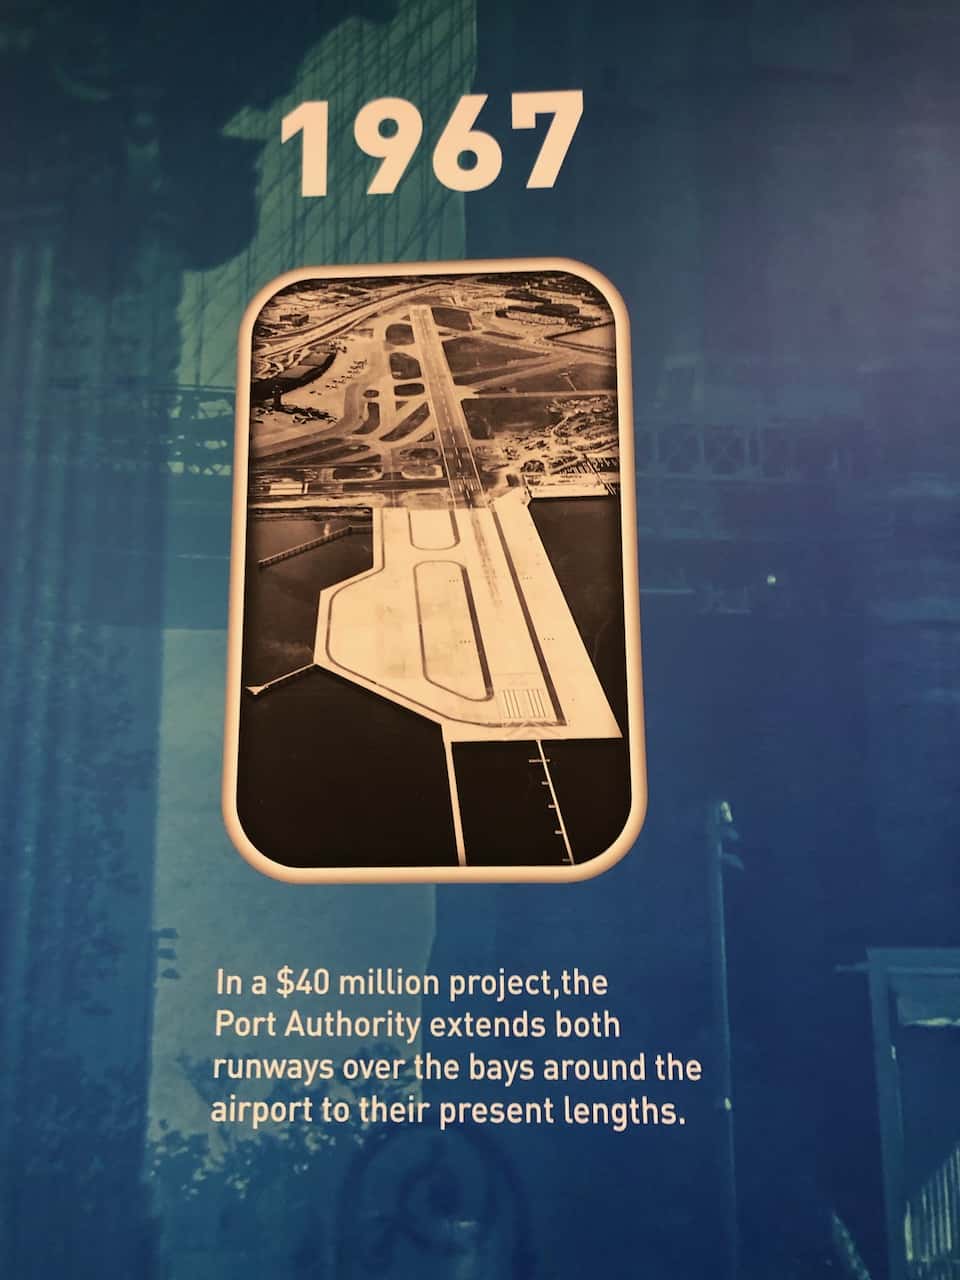 1967
In a $40 million project,the
Port Authority extends both
runways over the bays around the
airport to their present lengths.